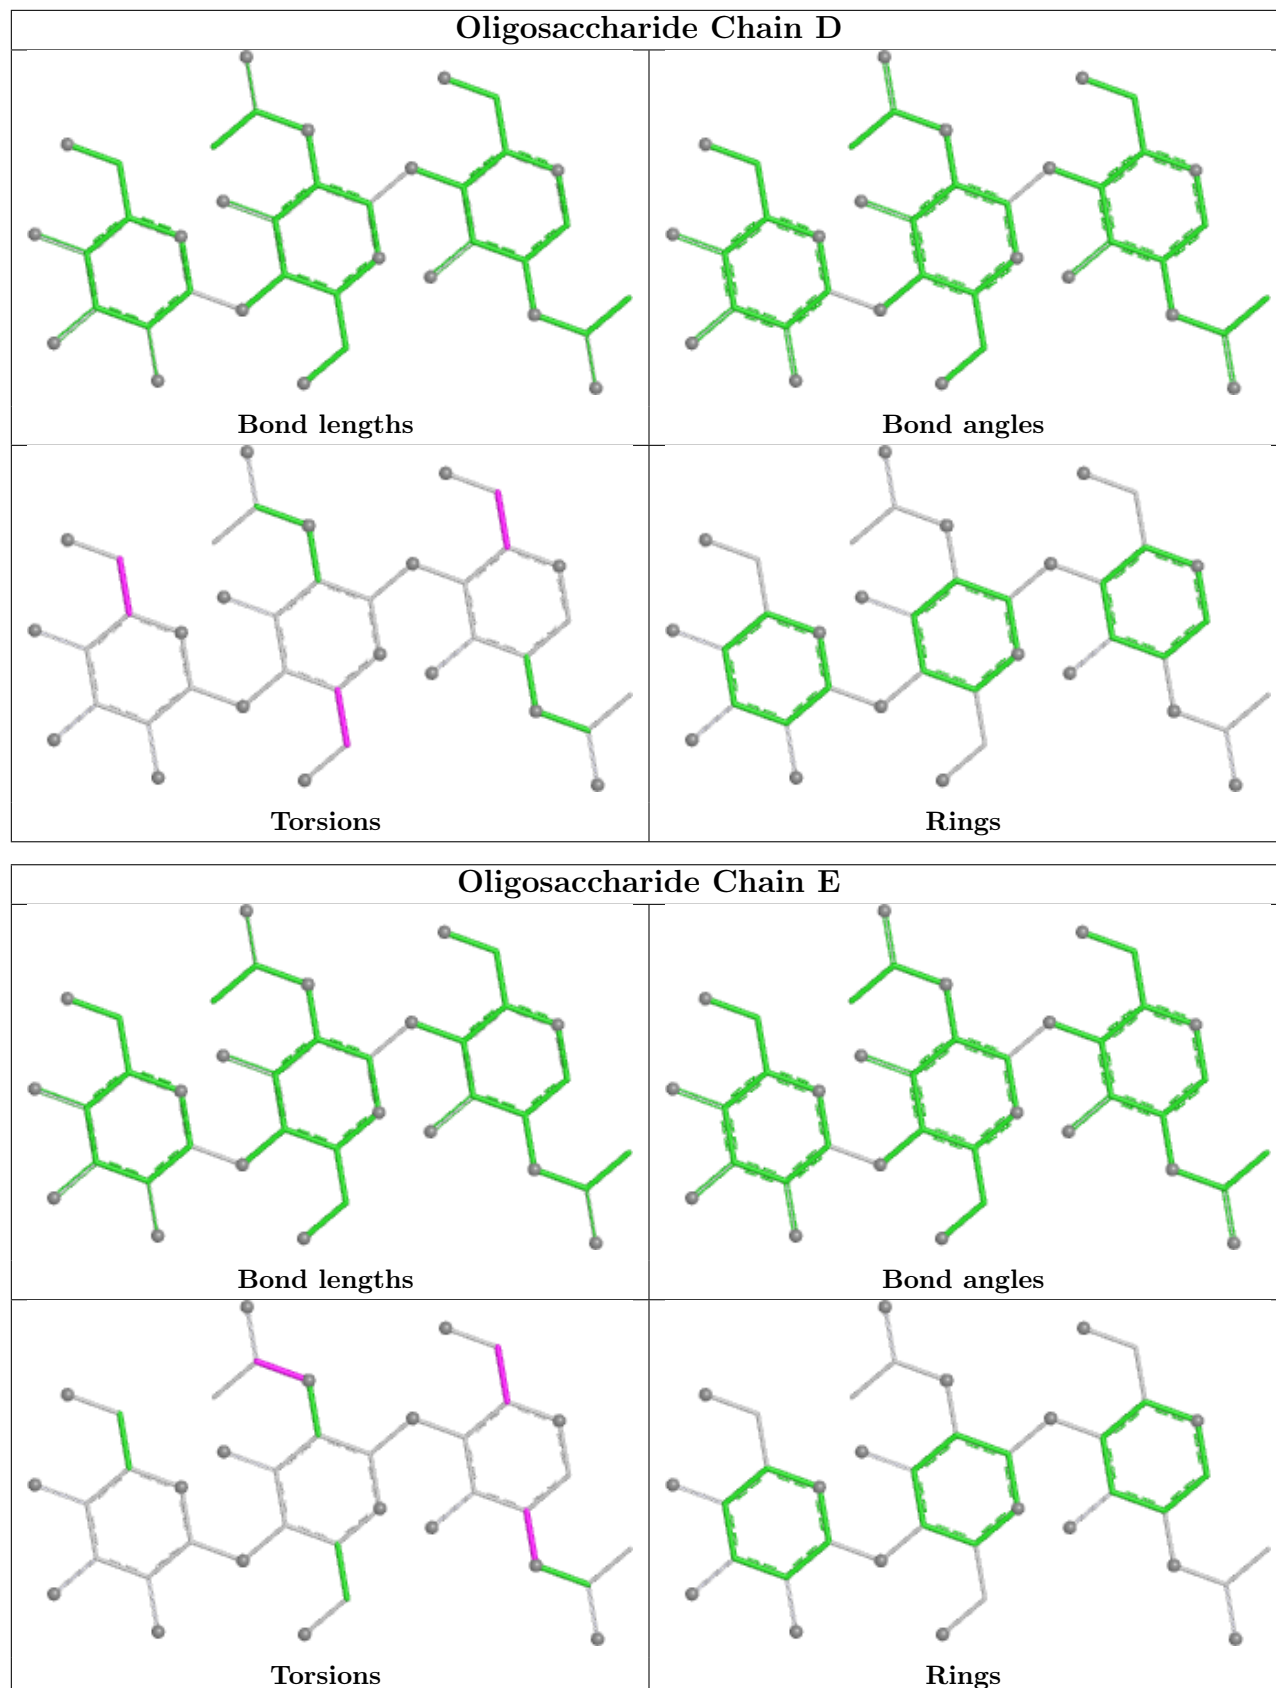 Oligosaccharide Chain D
Bond lengths
Bond angles
Torsions
Rings
Oligosaccharide Chain E
Bond lengths
Bond angles
Torsions
Rings